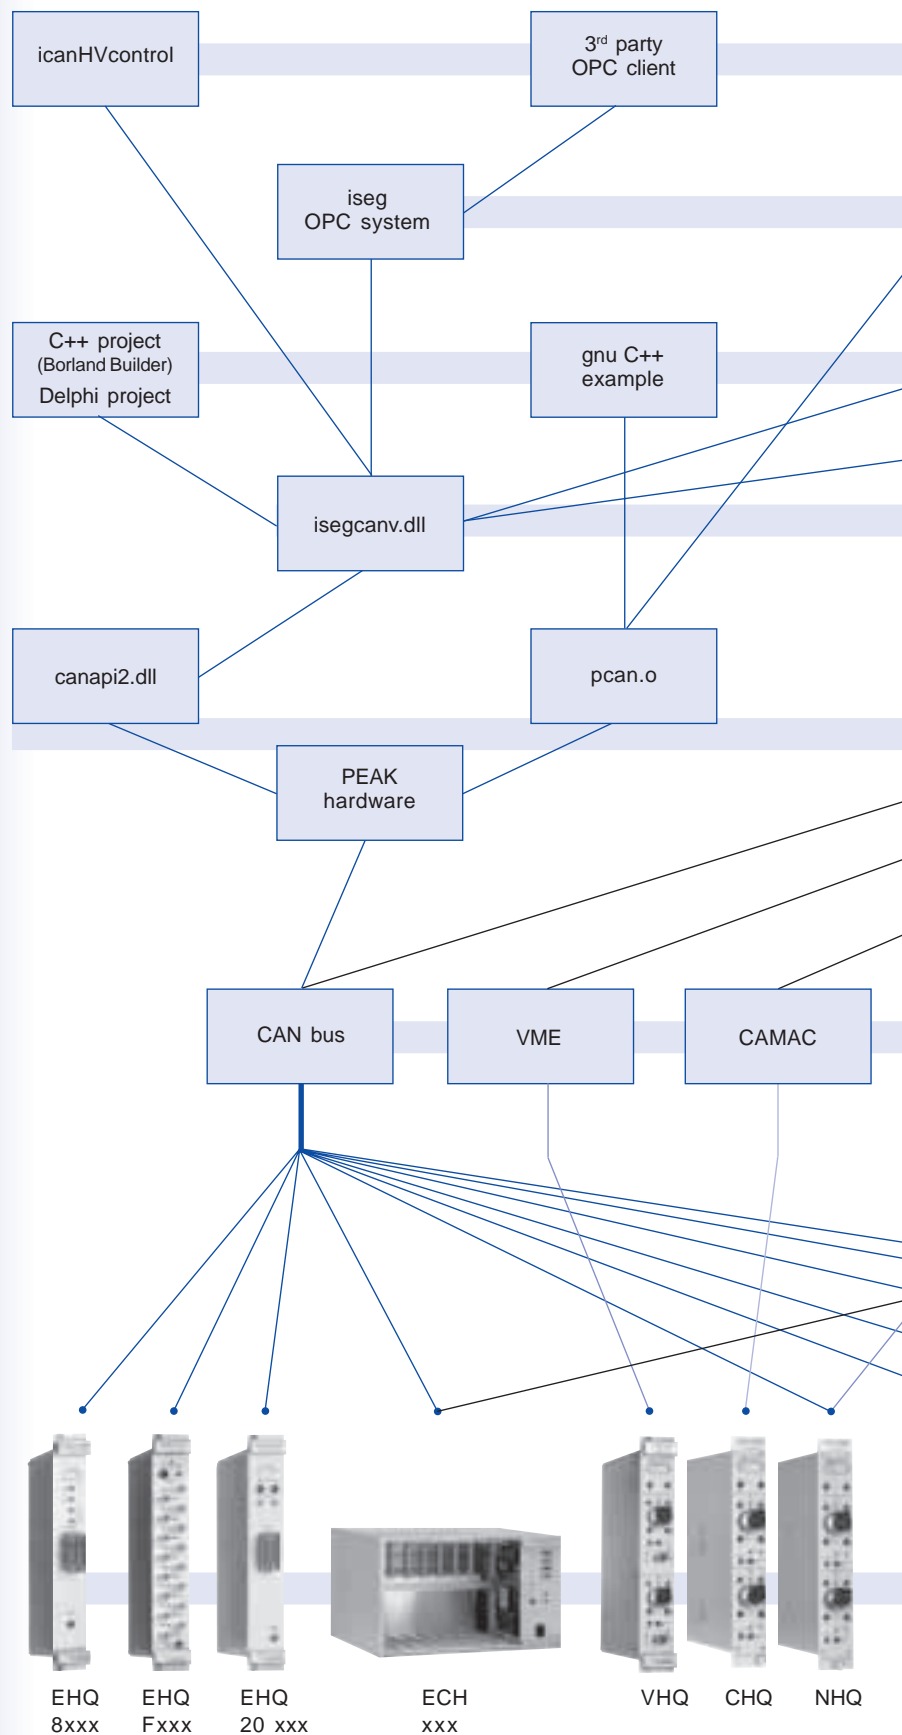 icanHVcontrol
3rd party
OPC client
iseg
OPC system
C++ project
(Borland Builder)
Delphi project
gnu C++
example
isegcanv.dll
canapi2.dll
pcan.o
PEAK
hardware
CAN bus
VME
CAMAC
EHQ
8xxx
EHQ
Fxxx
EHQ
20 xxx
ECH
xxx
VHQ
CHQ
NHQ